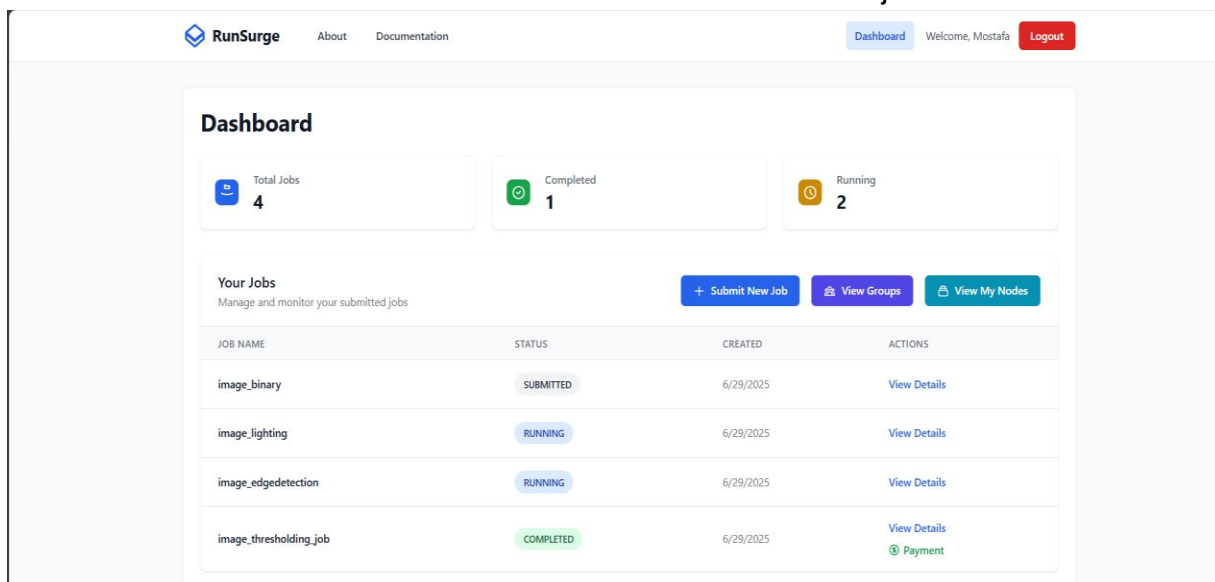 RunSurge About Documentation Dashboard Welcome, Mostafa Logout
Dashboard
Total Jobs
4
Completed
1
Running
2
Your Jobs
Manage and monitor your submitted jobs
+ Submit New Job View Groups View My Nodes
JOB NAME STATUS CREATED ACTIONS
image_binary SUBMITTED 6/29/2025 View Details
image_lighting RUNNING 6/29/2025 View Details
image_edgedetection RUNNING 6/29/2025 View Details
image_thresholding_job COMPLETED 6/29/2025 View Details
Payment